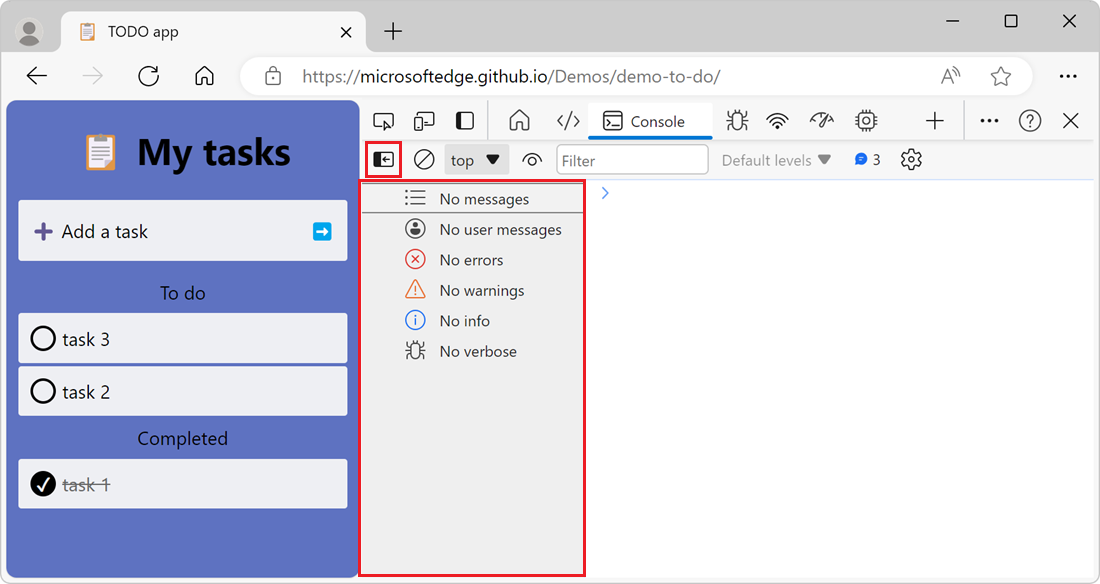 TODO app
https://microsoftedge.github.io/Demos/demo-to-do/
My tasks
Add a task
To do
task 3
task 2
Completed
task 1
Console
top
Filter
Default levels
3
No messages
No user messages
No errors
No warnings
No info
No verbose